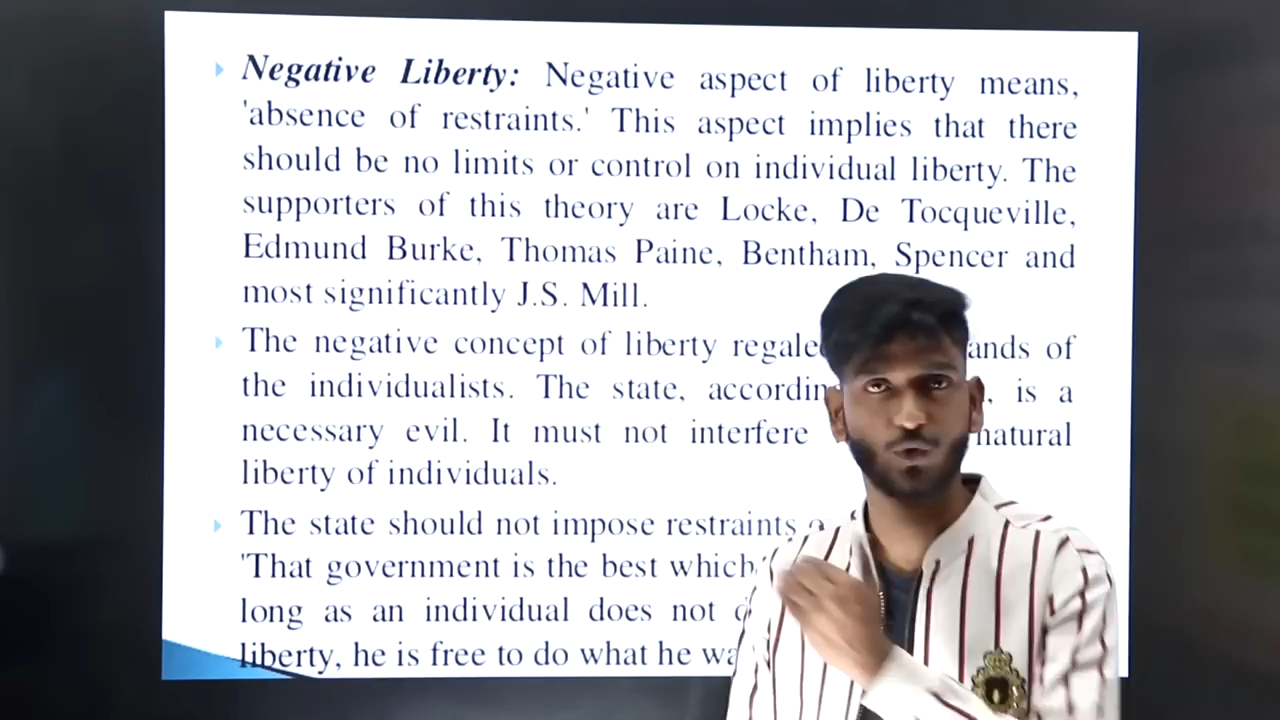 Negative Liberty: Negative aspect of liberty means,
'absence of restraints.' This aspect implies that there
should be no limits or control on individual liberty. The
supporters of this theory are Locke, De Tocqueville,
Edmund Burke, Thomas Paine, Bentham, Spencer and
most significantly J.S. Mill.
The negative concept of liberty of
the individualists. The state, is a
necessary evil. It must not interfere natural
liberty of individuals.
The state should not impose restraints
'That government is the best which
long as an individual does not
liberty, he is free to do what he